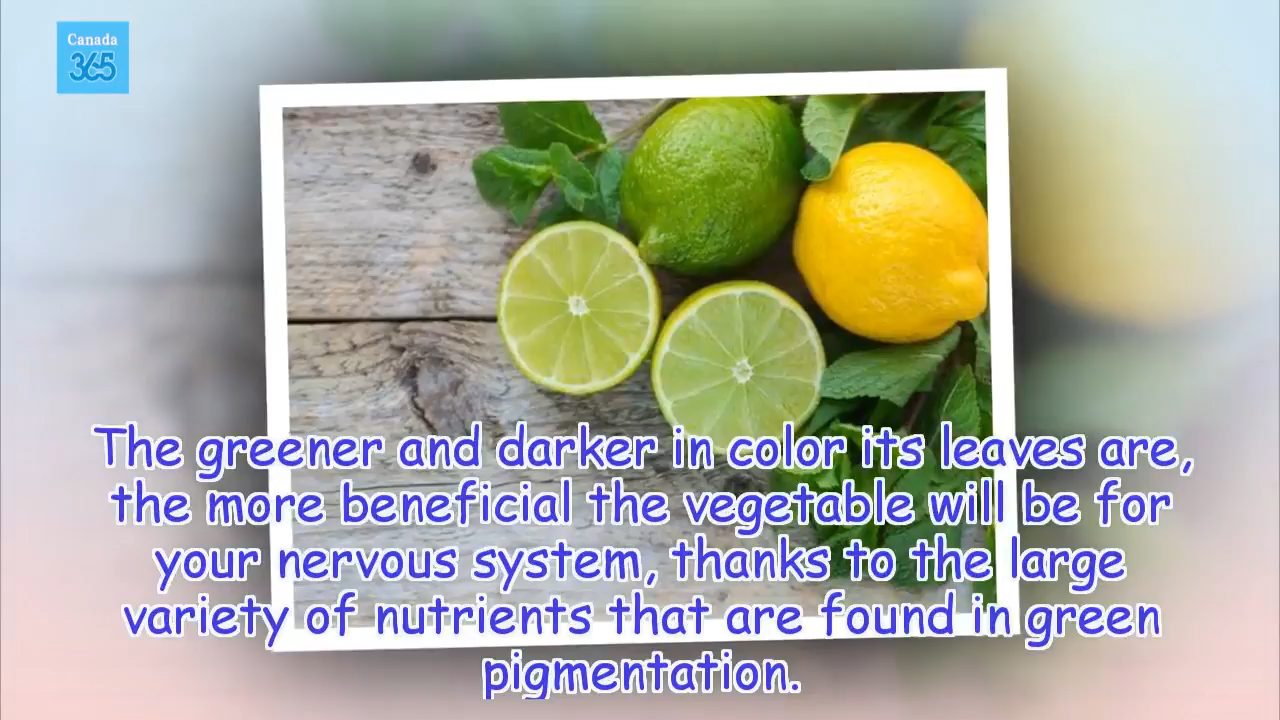 Canada
365
The greener and darker in color its leaves are,
the more beneficial the vegetable will be for
your nervous system, thanks to the large
variety of nutrients that are found in green
pigmentation.